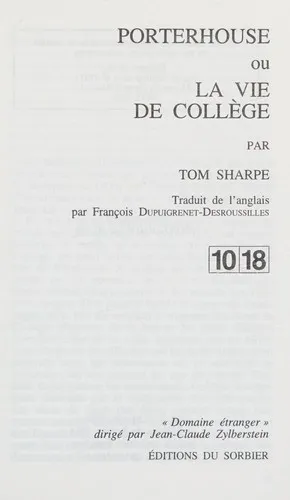 PORTERHOUSE
ou
LA VIE
DE COLLÈGE
PAR
TOM SHARPE
Traduit de l'anglais
par François DUPUIGRENET-DESROUSSILLES
10 18
« Domaine étranger »
dirigé par Jean-Claude Zylberstein
ÉDITIONS DU SORBIER